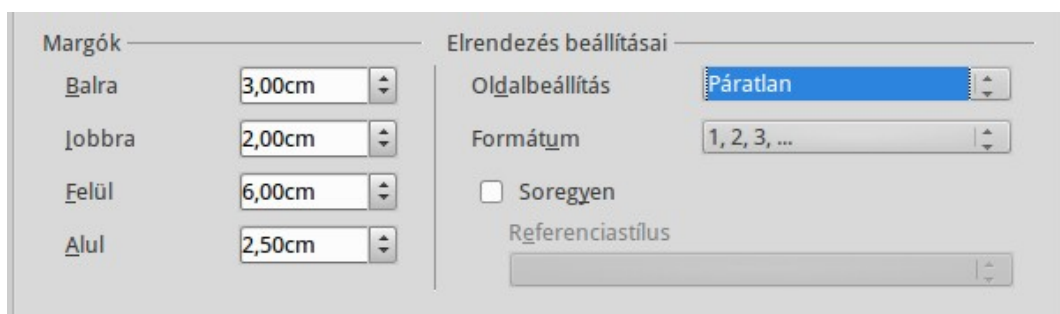 Margók
Balra 3,00cm
Jobbra 2,00cm
Felül 6,00cm
Alul 2,50cm
Elrendezés beállításai
Oldalbeállítás Páratlan
Formátum 1, 2, 3, ...
Soregyen
Referenciastílus